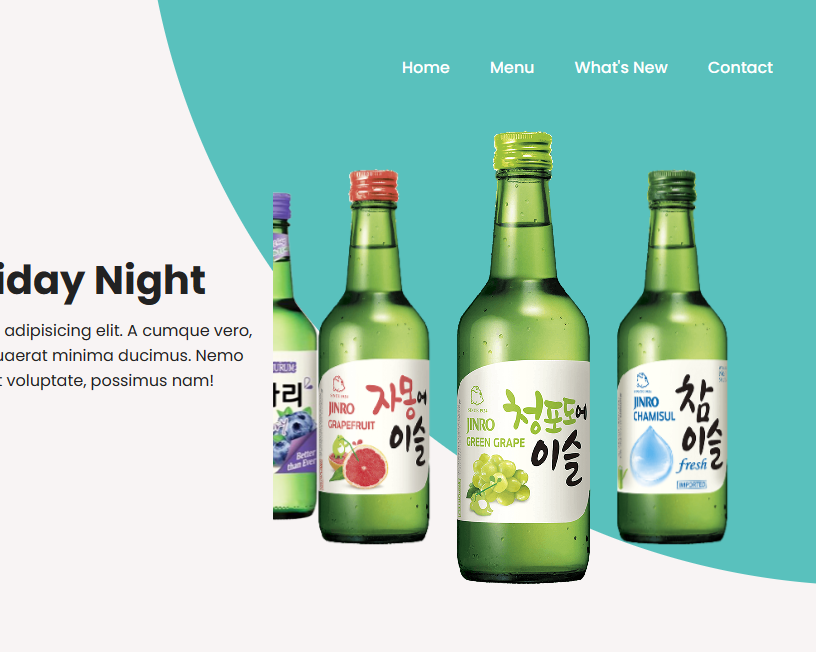 Home Menu What's New Contact
iday Night
adipisicing elit. A cumque vero,
uaerat minima ducimus. Nemo
t voluptate, possimus nam!
리
Better
than Ever
JINRO
GRAPEFRUIT
자몽에
이슬
JINRO
GREEN GRAPE
청포도에
이슬
JINRO
CHAMISUL
참
이슬
fresh
IMPORTED